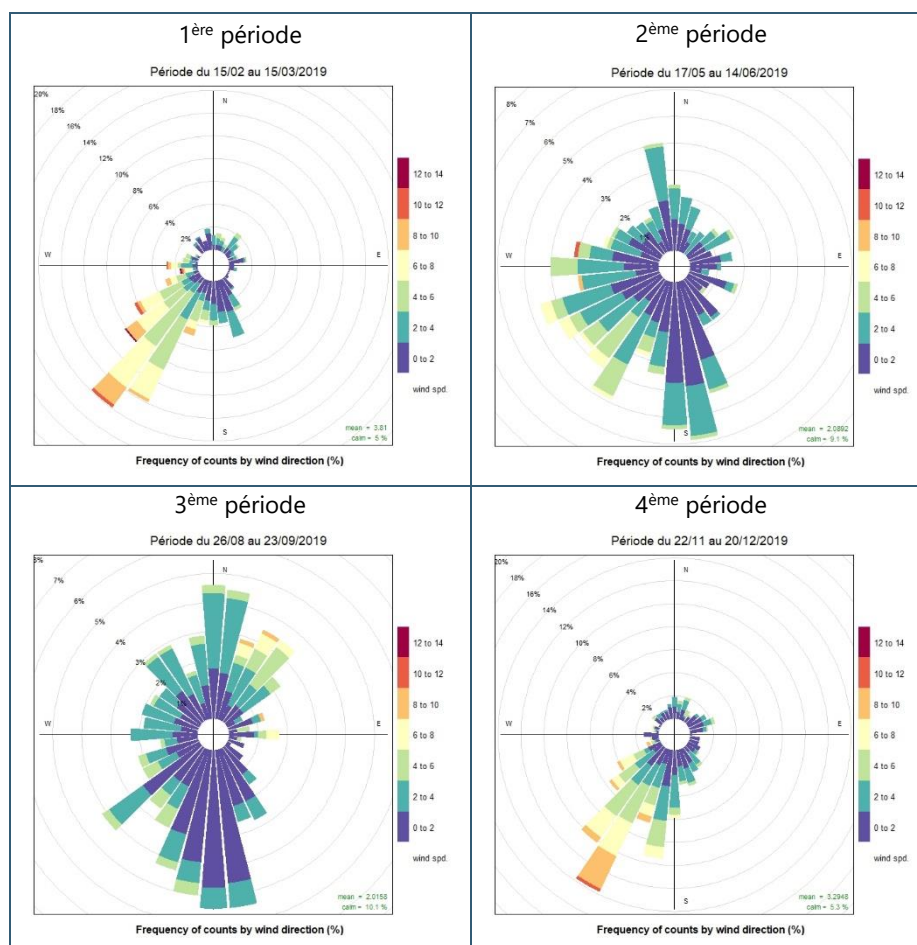 1ère période
Période du 15/02 au 15/03/2019
20%
18%
16%
14%
12%
10%
8%
6%
4%
2%
N
W
E
S
12 to 14
10 to 12
8 to 10
6 to 8
4 to 6
2 to 4
0 to 2
wind spd.
mean = 3.81
calm = 5 %
Frequency of counts by wind direction (%)
2ème période
Période du 17/05 au 14/06/2019
8%
7%
6%
5%
4%
3%
2%
1%
N
W
E
S
12 to 14
10 to 12
8 to 10
6 to 8
4 to 6
2 to 4
0 to 2
wind spd.
mean = 2.0892
calm = 9.1 %
Frequency of counts by wind direction (%)
3ème période
Période du 26/08 au 23/09/2019
8%
7%
6%
5%
4%
3%
2%
1%
N
W
E
12 to 14
10 to 12
8 to 10
6 to 8
4 to 6
2 to 4
0 to 2
wind spd.
mean = 2.0158
calm = 10.1 %
Frequency of counts by wind direction (%)
4ème période
Période du 22/11 au 20/12/2019
20%
18%
16%
14%
12%
10%
8%
6%
4%
2%
N
W
E
S
12 to 14
10 to 12
8 to 10
6 to 8
4 to 6
2 to 4
0 to 2
wind spd.
mean = 3.2948
calm = 5.3 %
Frequency of counts by wind direction (%)